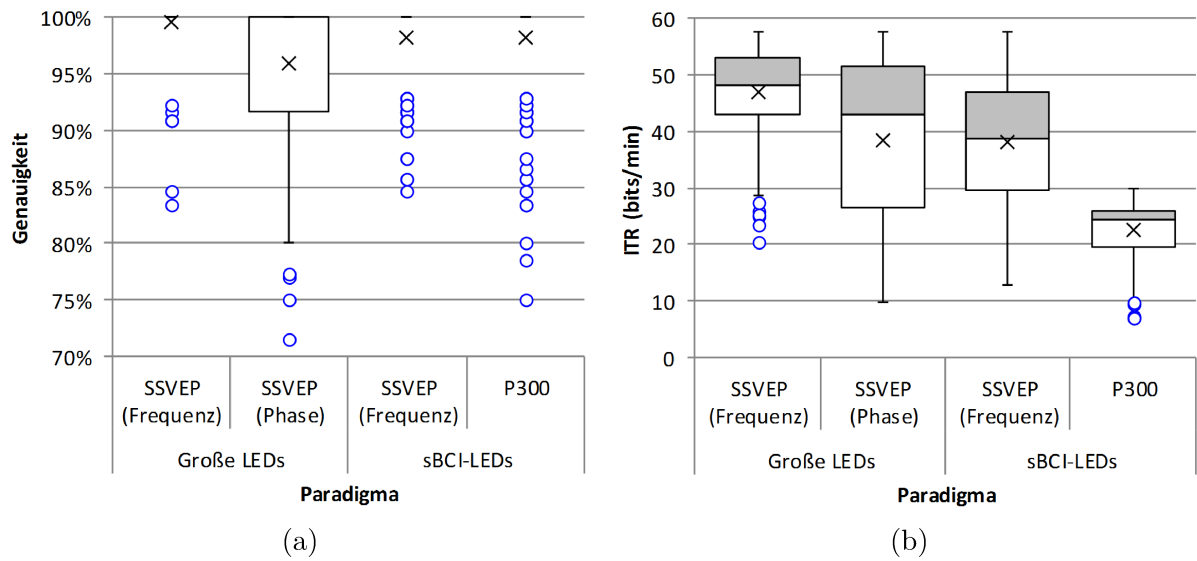 100%
95%
90%
85%
80%
75%
70%
Genauigkeit
SSVEP
(Frequenz)
SSVEP
(Phase)
SSVEP
(Frequenz)
P300
Große LEDs
sBCI-LEDs
Paradigma
(a)
60
50
40
30
20
10
0
ITR (bits/min)
SSVEP
(Frequenz)
SSVEP
(Phase)
SSVEP
(Frequenz)
P300
Große LEDs
sBCI-LEDs
Paradigma
(b)